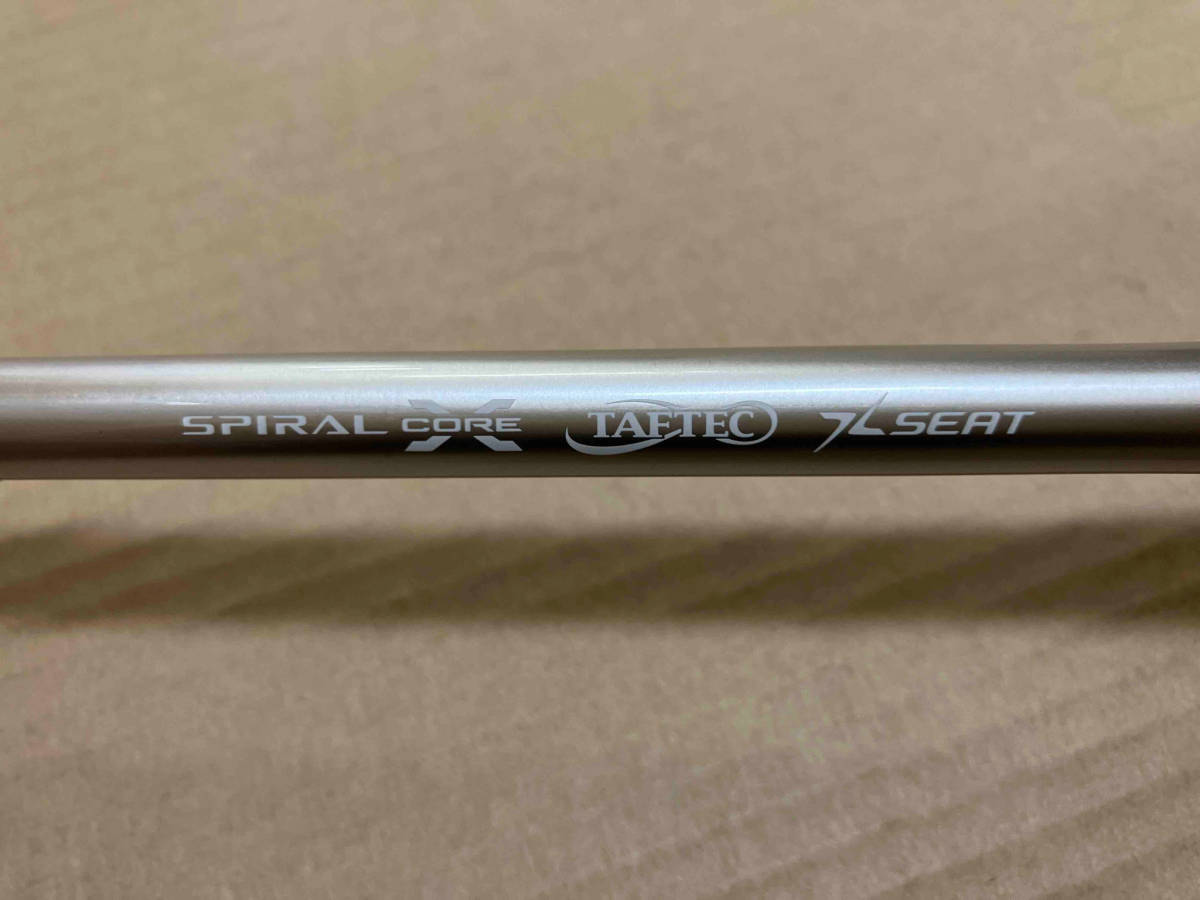 SPIRAL X CORE TAFTEC X SEAT